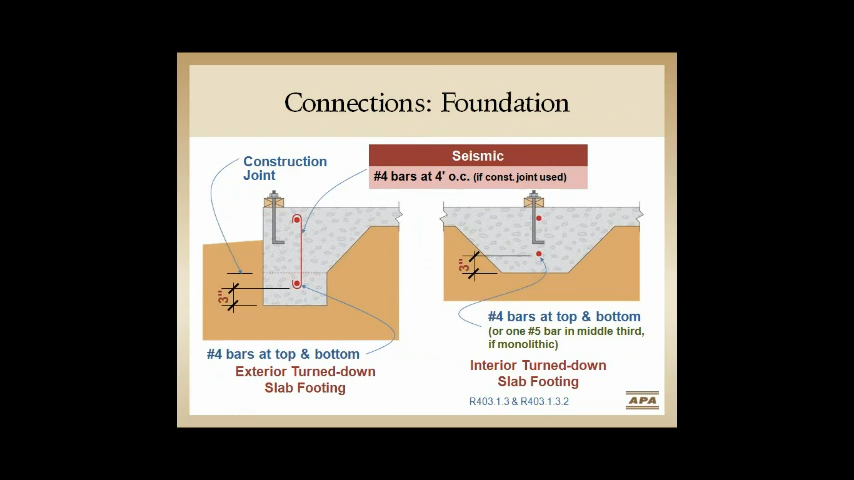 Connections: Foundation
Construction
Joint
Seismic
#4 bars at 4' o.c. (if const. joint used)
3"
3"
#4 bars at top & bottom
Exterior Turned-down
Slab Footing
#4 bars at top & bottom
(or one #5 bar in middle third,
if monolithic)
Interior Turned-down
Slab Footing
R403.1.3 & R403.1.3.2
APA